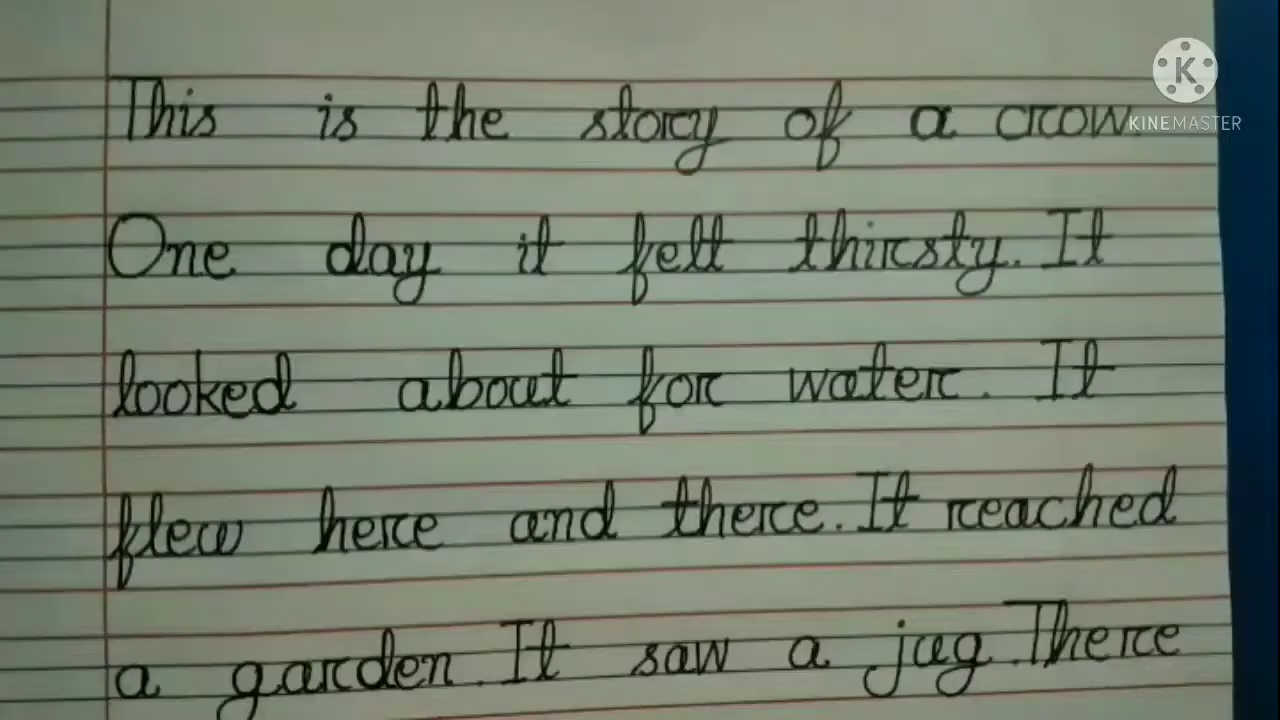 This is the story of a crow
One day it felt thirsty. It
looked about for water. It
flew here and there. It reached
a garden. It saw a jug. There
K
KINEMASTER